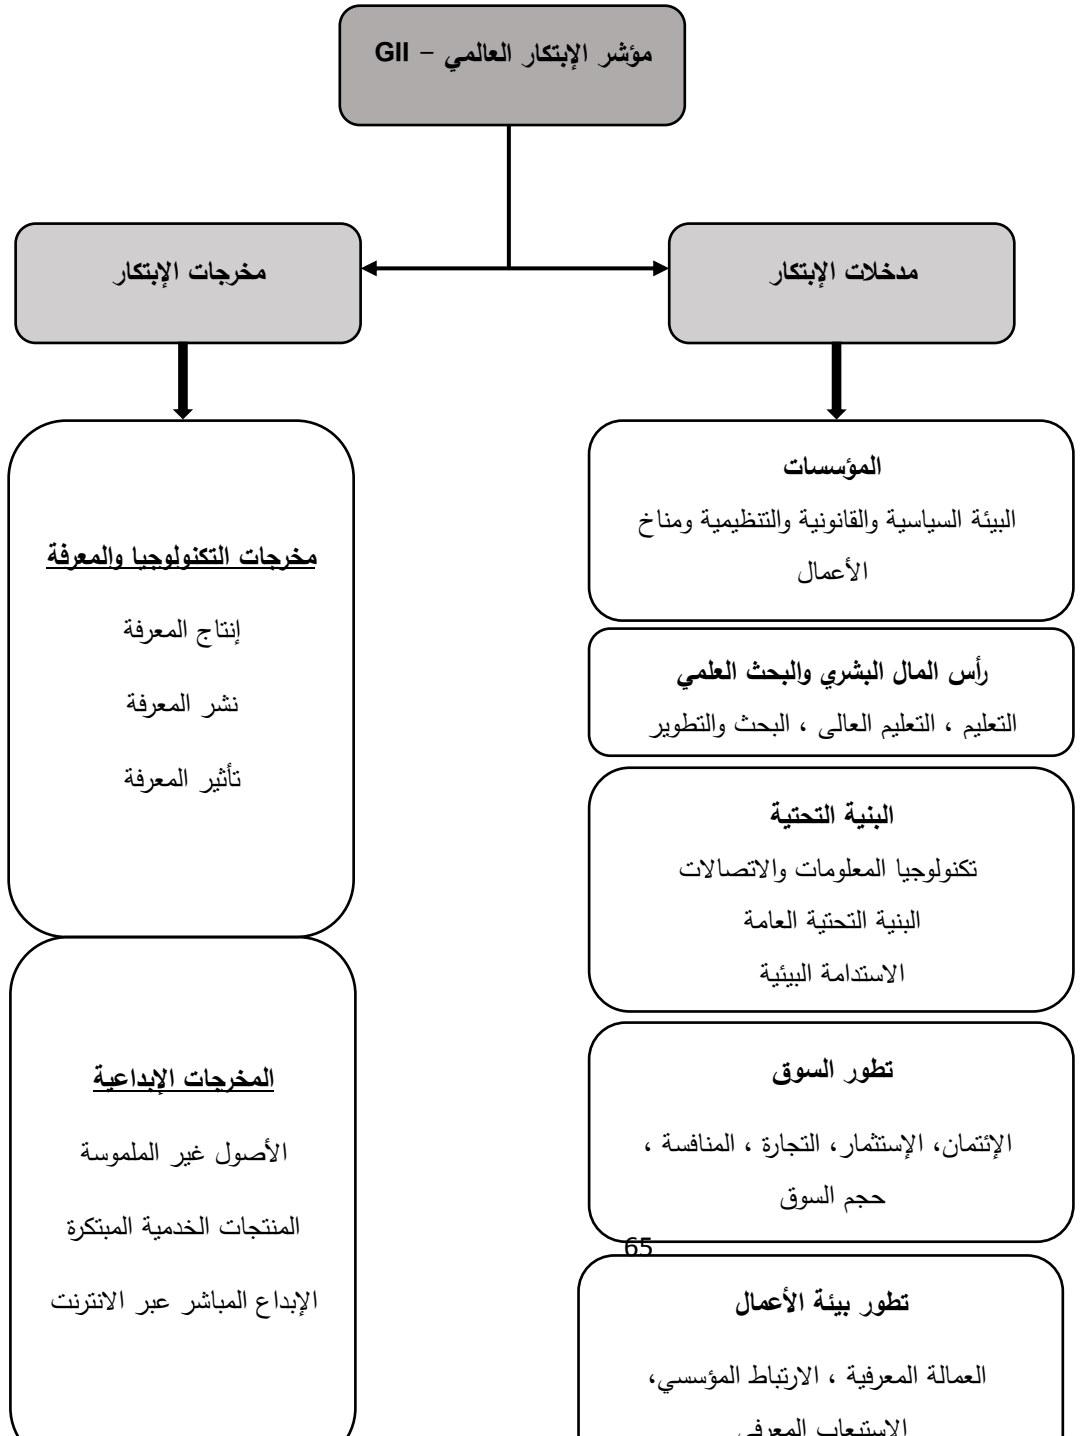 مؤشر الإبتكار العالمي – GII
مدخلات الإبتكار
مخرجات الإبتكار
المؤسسات
البيئة السياسية والقانونية والتنظيمية ومناخ
الأعمال
رأس المال البشري والبحث العلمي
التعليم ، التعليم العالى ، البحث والتطوير
البنية التحتية
تكنولوجيا المعلومات والاتصالات
البنية التحتية العامة
الاستدامة البيئية
تطور السوق
الإئتمان، الإستثمار، التجارة ، المنافسة ،
حجم السوق
تطور بيئة الأعمال
العمالة المعرفية ، الارتباط المؤسسي،
الاستيعاب المعرفي
مخرجات التكنولوجيا والمعرفة
إنتاج المعرفة
نشر المعرفة
تأثير المعرفة
المخرجات الإبداعية
الأصول غير الملموسة
المنتجات الخدمية المبتكرة
الإبداع المباشر عبر الانترنت
65